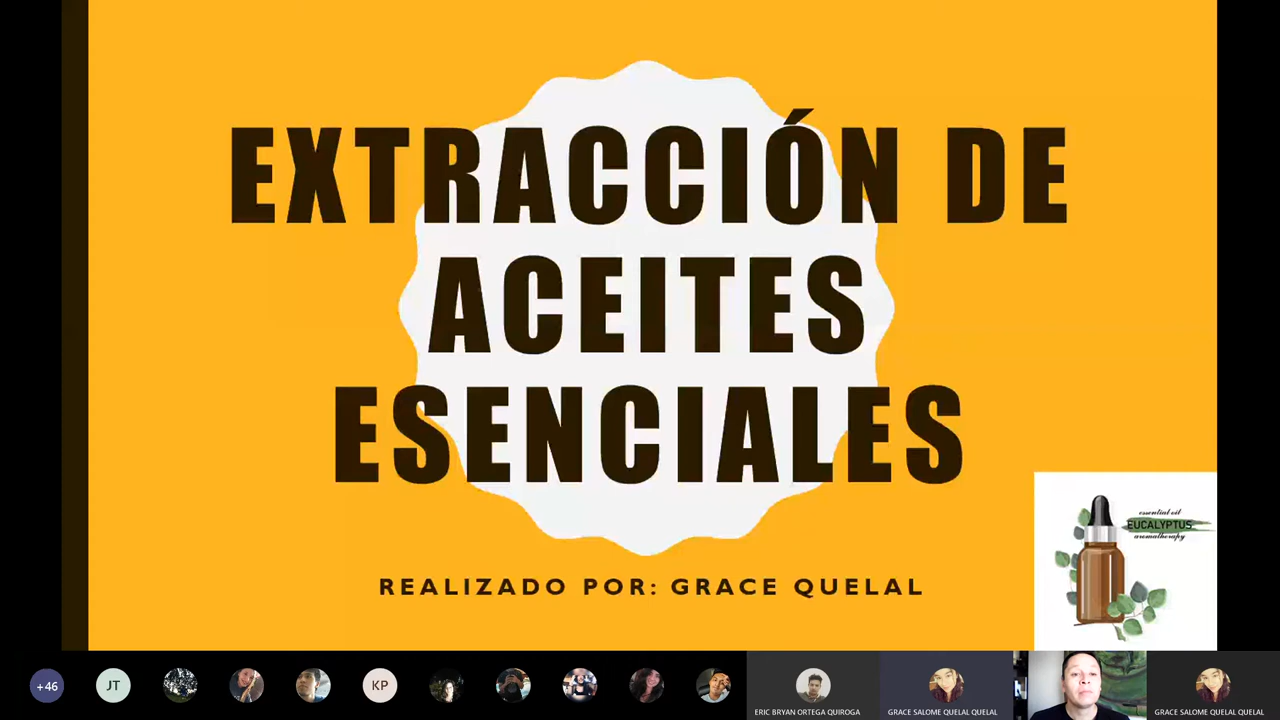 EXTRACCIÓN DE
ACEITES
ESENCIALES
REALIZADO POR: GRACE QUELAL
essential oil
EUCALYPTUS
aromatherapy
+46
JT
KP
ERIC BRYAN ORTEGA QUIROGA
GRACE SALOME QUELAL QUELAL
GRACE SALOME QUELAL QUELAL